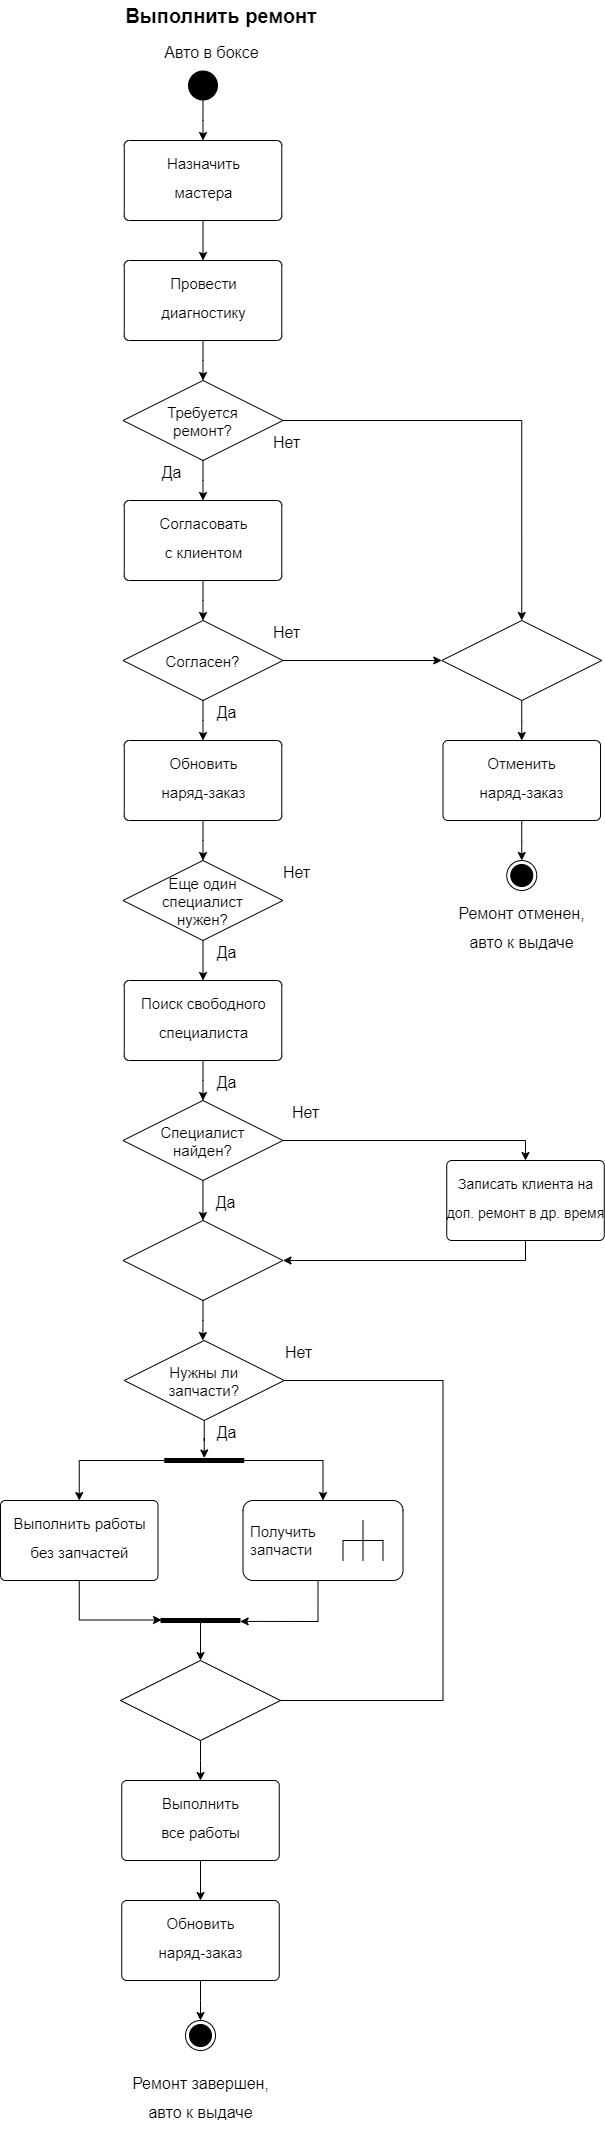 Выполнить ремонт
Авто в боксе
Назначить
мастера
Провести
диагностику
Требуется
ремонт?
Нет
Да
Согласовать
с клиентом
Нет
Согласен?
Да
Обновить
наряд-заказ
Отменить
наряд-заказ
Нет
Еще один
специалист
нужен?
Ремонт отменен,
авто к выдаче
Да
Поиск свободного
специалиста
Да
Нет
Специалист
найден?
Записать клиента на
доп. ремонт в др. время
Да
Нет
Нужны ли
запчасти?
Да
Выполнить работы
без запчастей
Получить
запчасти
Выполнить
все работы
Обновить
наряд-заказ
Ремонт завершен,
авто к выдаче